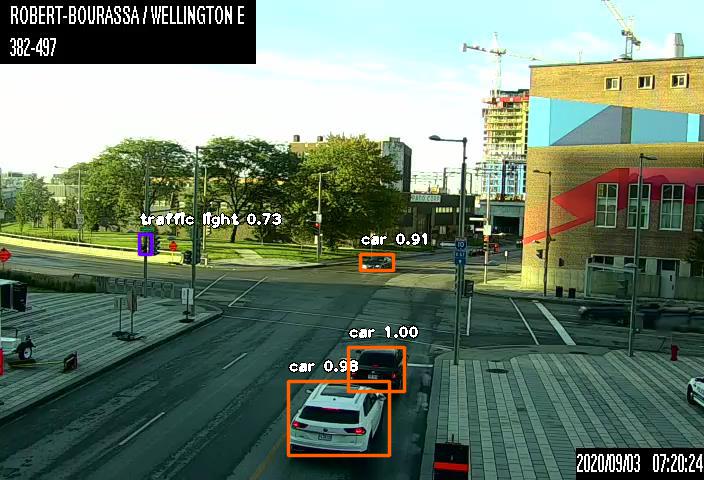 ROBERT-BOURASSA / WELLINGTON E
382-497
traffic light 0.73
car 0.91
car 1.00
car 0.98
2020/09/03 07:20:24